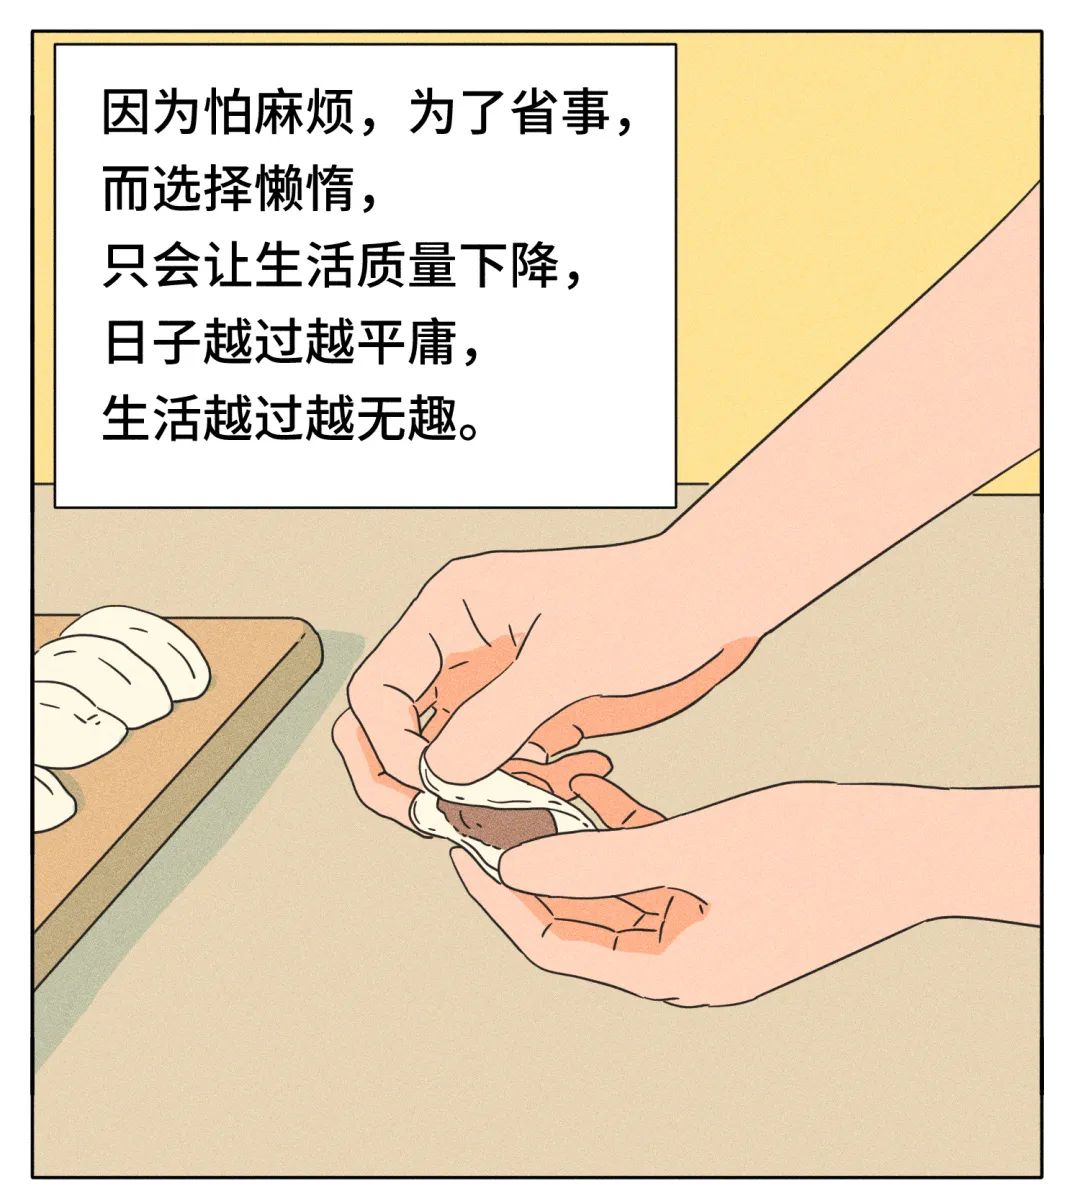 因为怕麻烦，为了省事，
而选择懒惰，
只会让生活质量下降，
日子越过越平庸，
生活越过越无趣。